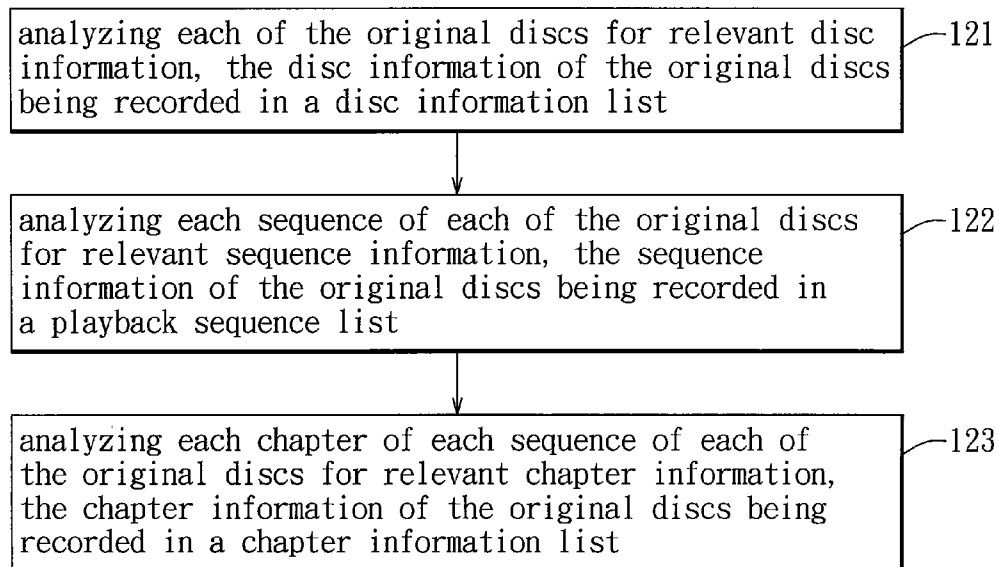 analyzing each of the original discs for relevant disc
information, the disc information of the original discs
being recorded in a disc information list
121
analyzing each sequence of each of the original discs
for relevant sequence information, the sequence
information of the original discs being recorded in
a playback sequence list
122
analyzing each chapter of each sequence of each of
the original discs for relevant chapter information,
the chapter information of the original discs being
recorded in a chapter information list
123